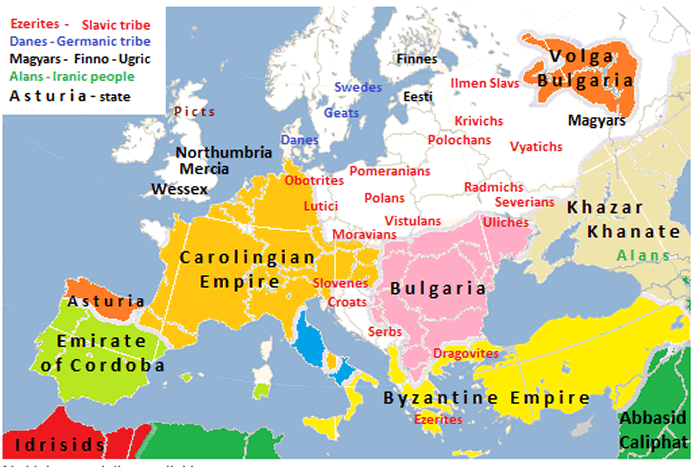 Ezerites - Slavic tribe
Danes - Germanic tribe
Magyars - Finno - Ugric
Alans - Iranic people
Asturia - state
Volga
Bulgaria
Finnes
Ilmen Slavs
Swedes
Eesti
Picts
Geats
Magyars
Krivichs
Danes
Polochans
Vyatichs
Northumbria
Mercia
Wessex
Pomeranians
Obotrites
Radmichs
Polans
Severians
Lutici
Khazar
Khanate
Vistulans
Uliches
Moravians
Alans
Carolingian
Empire
Slovenes
Bulgaria
Asturia
Croats
Serbs
Emirate
of Cordoba
Dragovites
Byzantine Empire
Ezerites
Abbasid
Caliphat
Idrisids